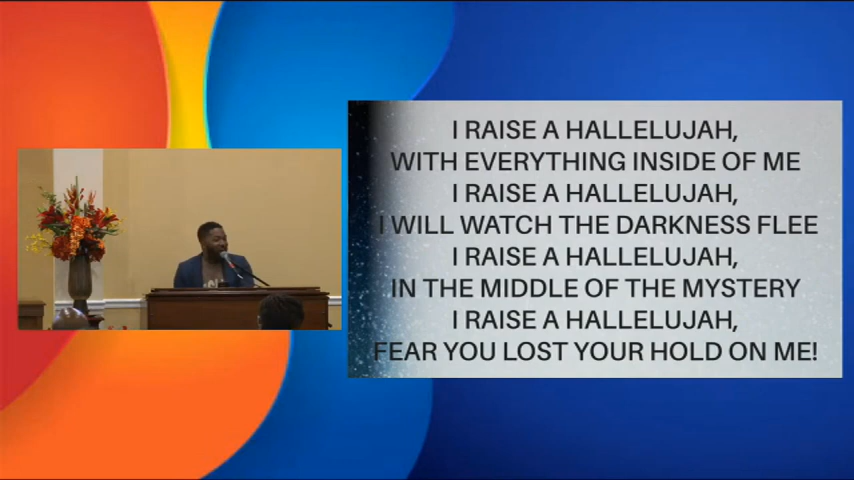 I RAISE A HALLELUJAH,
WITH EVERYTHING INSIDE OF ME
I RAISE A HALLELUJAH,
I WILL WATCH THE DARKNESS FLEE
I RAISE A HALLELUJAH,
IN THE MIDDLE OF THE MYSTERY
I RAISE A HALLELUJAH,
FEAR YOU LOST YOUR HOLD ON ME!